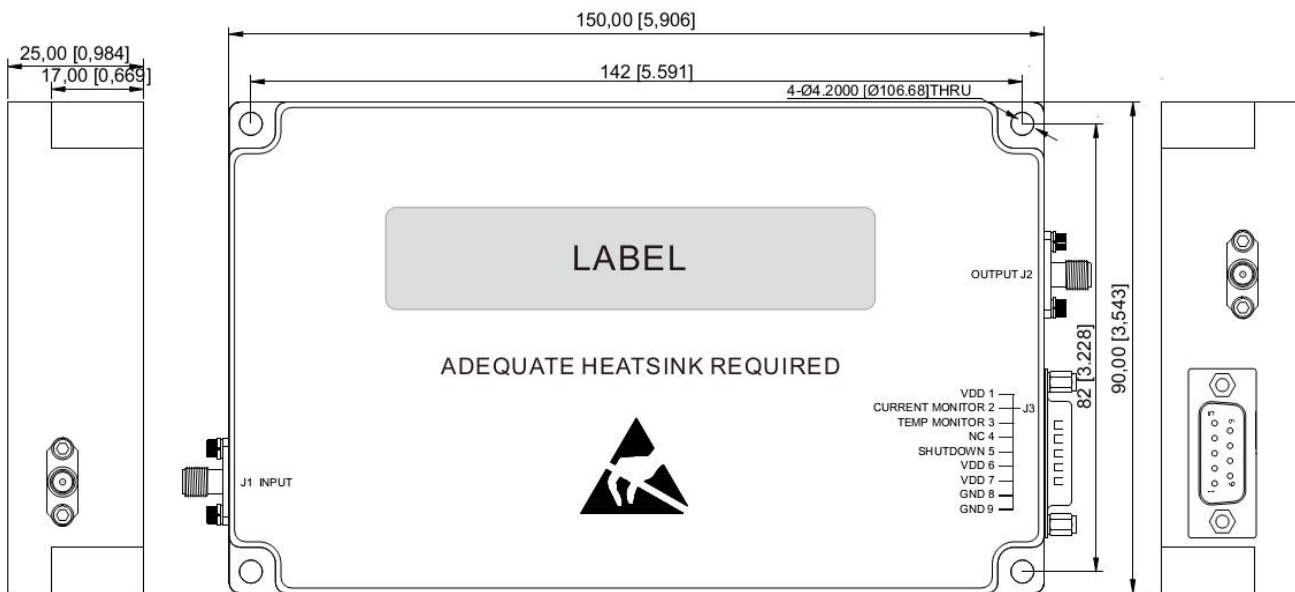 150,00 [5,906]
25,00 [0,984]
17,00 [0,669]
142 [5.591]
4-Ø4.2000 [Ø106.68]THRU
LABEL
OUTPUT J2
82 [3.228]
90,00 [3,543]
ADEQUATE HEATSINK REQUIRED
VDD 1
CURRENT MONITOR 2
J3
TEMP MONITOR 3
NC 4
SHUTDOWN 5
VDD 6
VDD 7
GND 8
GND 9
J1 INPUT